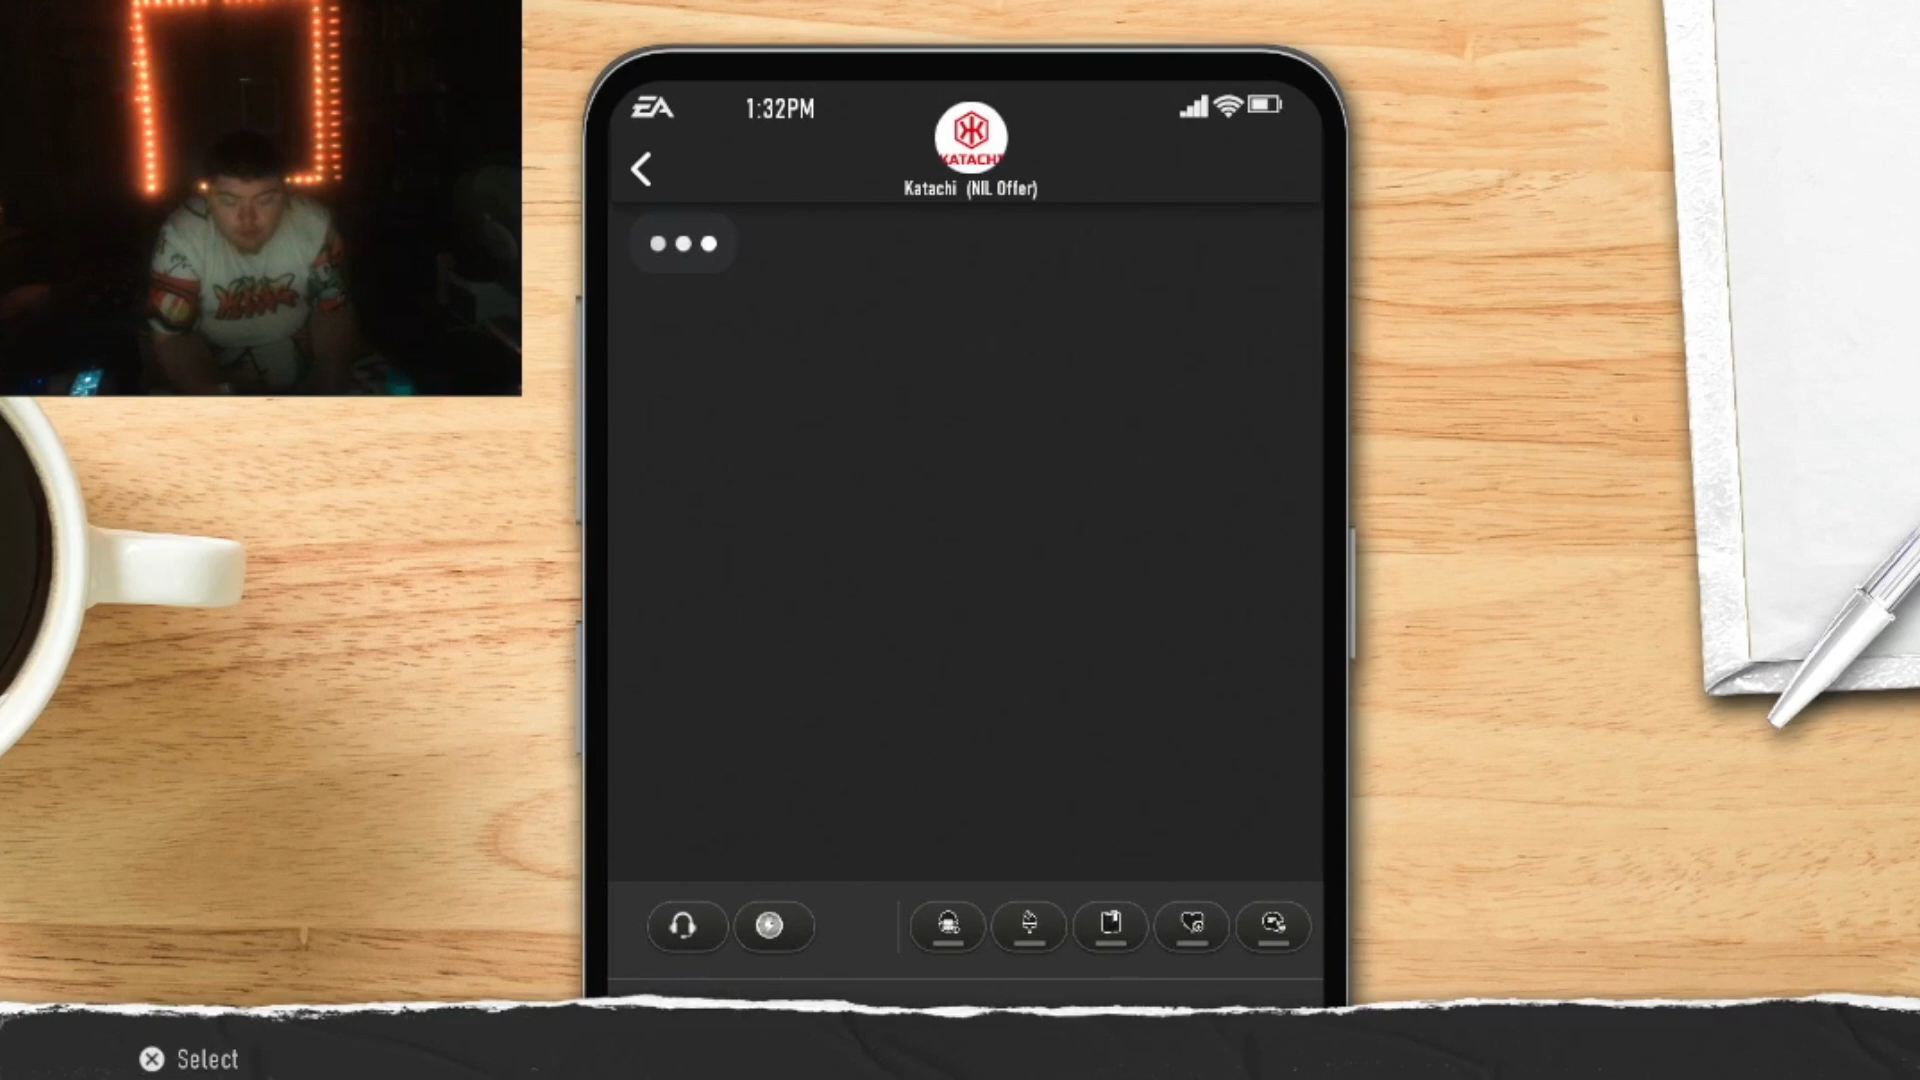 EA
1:32PM
KATACHI
Katachi (NIL Offer)
Select